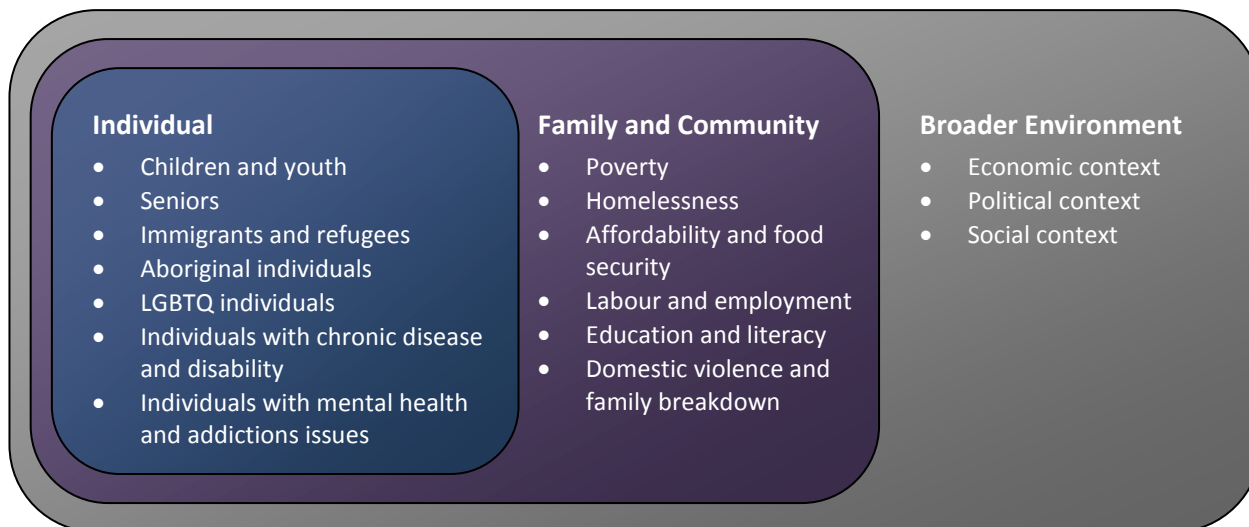 Individual
• Children and youth
• Seniors
• Immigrants and refugees
• Aboriginal individuals
• LGBTQ individuals
• Individuals with chronic disease
and disability
• Individuals with mental health
and addictions issues
Family and Community
• Poverty
• Homelessness
• Affordability and food
security
• Labour and employment
• Education and literacy
• Domestic violence and
family breakdown
Broader Environment
• Economic context
• Political context
• Social context